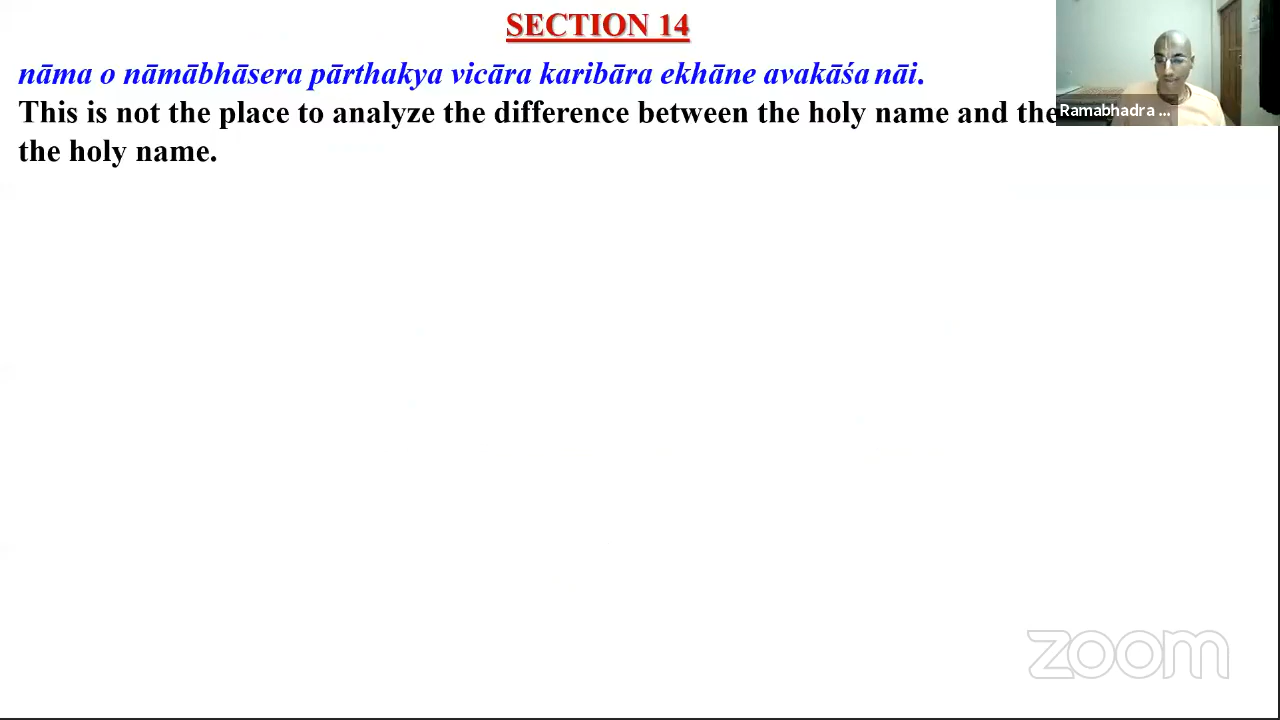 SECTION 14
nāma o nāmābhāsera pārthakya vicāra karibāra ekhāne avakāśa nāi.
This is not the place to analyze the difference between the holy name and the
the holy name.
Ramabhadra ...
zoom